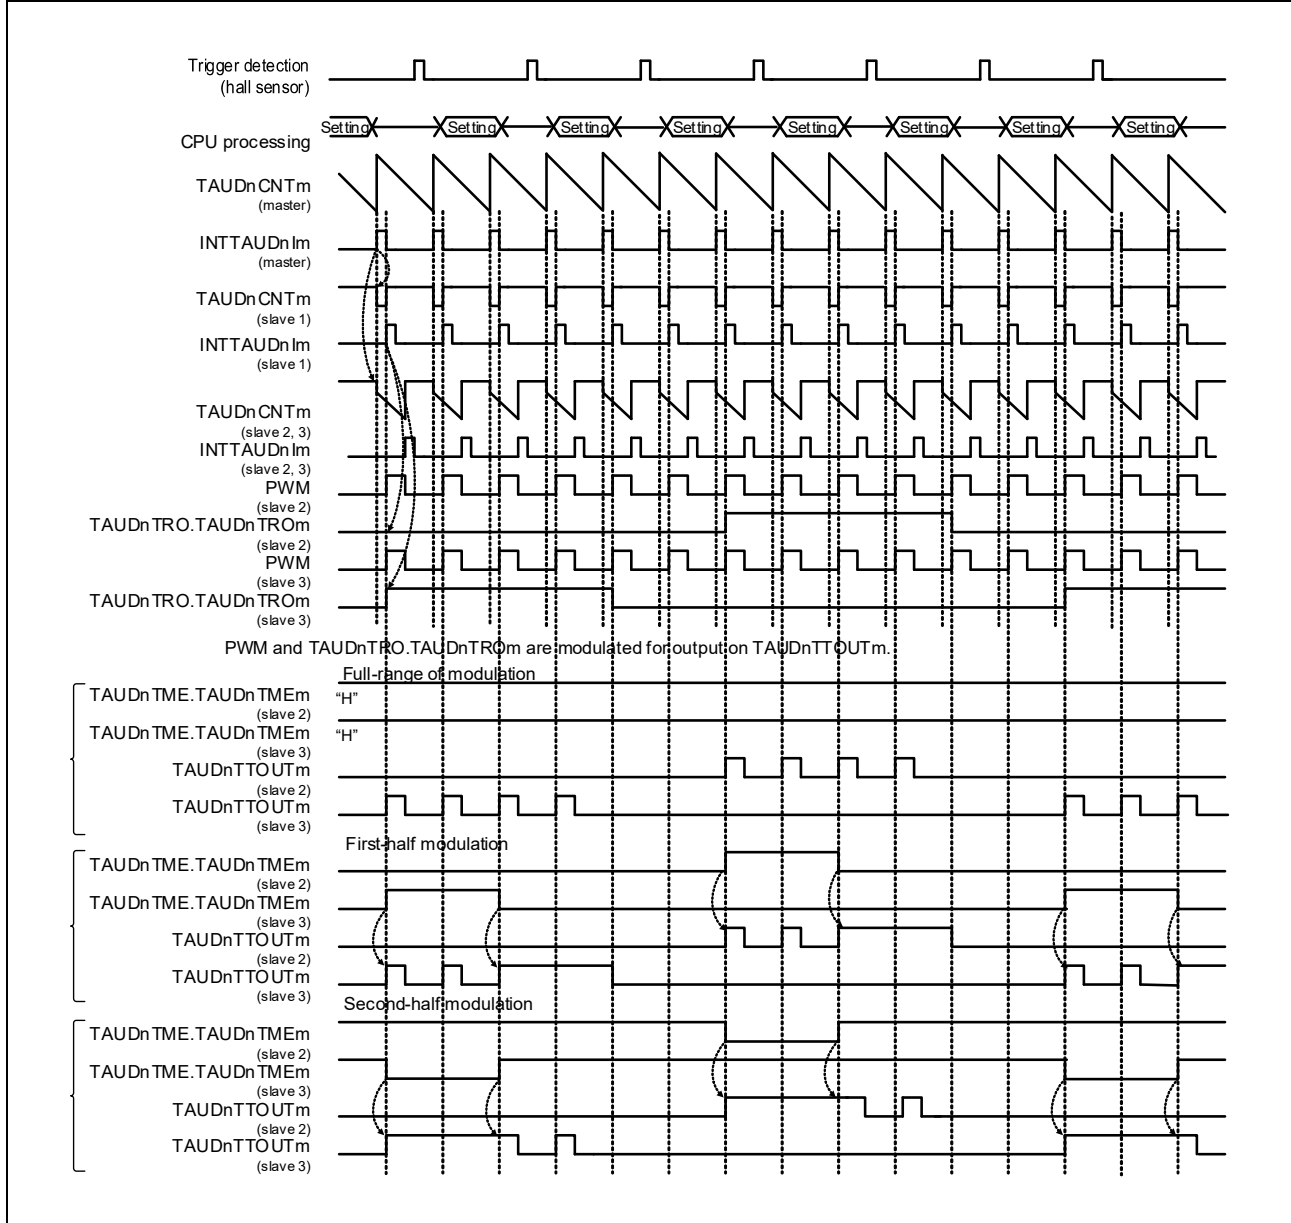 Trigger detection
(hall sensor)
CPU processing
Setting Setting Setting Setting Setting Setting Setting Setting
TAUDnCNTm
(master)
INTTAUDnIm
(master)
TAUDnCNTm
(slave 1)
INTTAUDnIm
(slave 1)
TAUDnCNTm
(slave 2, 3)
INTTAUDnIm
(slave 2, 3)
PWM
(slave 2)
TAUDnTRO.TAUDnTROm
(slave 2)
PWM
(slave 3)
TAUDnTRO.TAUDnTROm
(slave 3)
PWM and TAUDnTRO.TAUDnTROm are modulated for output on TAUDnTTOUTm.
Full-range of modulation
TAUDnTME.TAUDnTMEm "H"
(slave 2)
TAUDnTME.TAUDnTMEm "H"
(slave 3)
TAUDnTTOUTm
(slave 2)
TAUDnTTOUTm
(slave 3)
First-half modulation
TAUDnTME.TAUDnTMEm
(slave 2)
TAUDnTME.TAUDnTMEm
(slave 3)
TAUDnTTOUTm
(slave 2)
TAUDnTTOUTm
(slave 3)
Second-half modulation
TAUDnTME.TAUDnTMEm
(slave 2)
TAUDnTME.TAUDnTMEm
(slave 3)
TAUDnTTOUTm
(slave 2)
TAUDnTTOUTm
(slave 3)